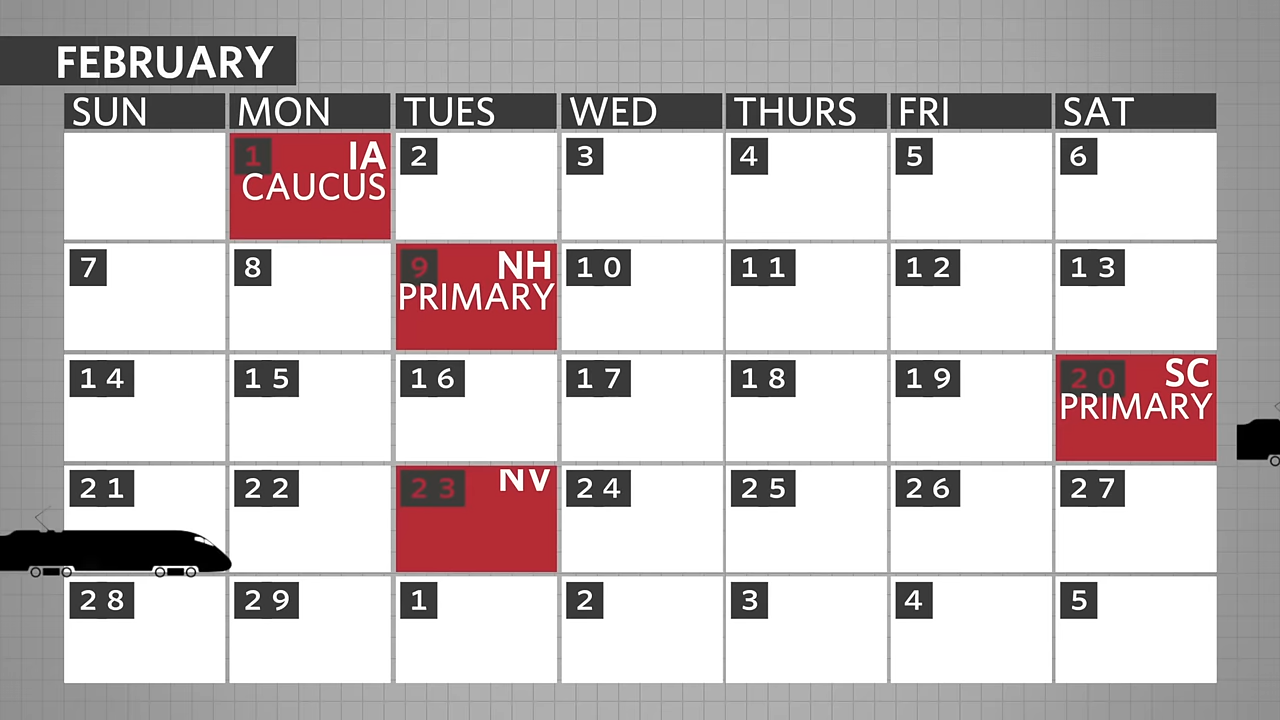 FEBRUARY
SUN MON TUES WED THURS FRI SAT
1 IA 2 3 4 5 6
CAUCUS
7 8 9 NH 10 11 12 13
PRIMARY
14 15 16 17 18 19 20 SC
PRIMARY
21 22 23 NV 24 25 26 27
28 29 1 2 3 4 5